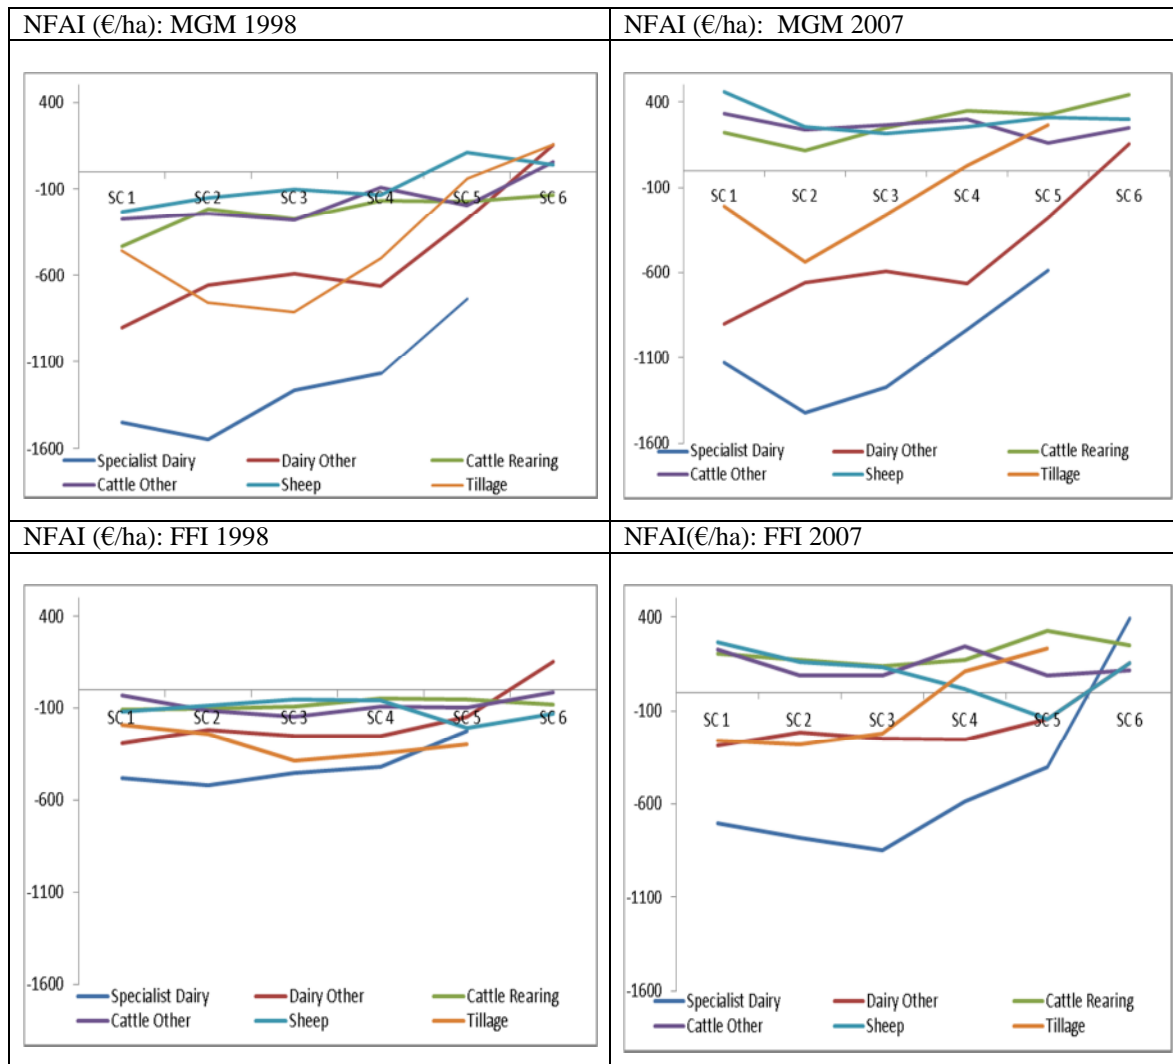 NFAI (€/ha): MGM 1998
400
-100
SC 1 SC 2 SC 3 SC 4 SC 5 SC 6
-600
-1100
-1600
Specialist Dairy Dairy Other Cattle Rearing
Cattle Other Sheep Tillage
NFAI (€/ha): MGM 2007
400
-100
SC 1 SC 2 SC 3 SC 4 SC 5 SC 6
-600
-1100
-1600
Specialist Dairy Dairy Other Cattle Rearing
Cattle Other Sheep Tillage
NFAI (€/ha): FFI 1998
400
-100
SC 1 SC 2 SC 3 SC 4 SC 5 SC 6
-600
-1100
-1600
Specialist Dairy Dairy Other Cattle Rearing
Cattle Other Sheep Tillage
NFAI(€/ha): FFI 2007
400
-100
SC 1 SC 2 SC 3 SC 4 SC 5 SC 6
-600
-1100
-1600
Specialist Dairy Dairy Other Cattle Rearing
Cattle Other Sheep Tillage